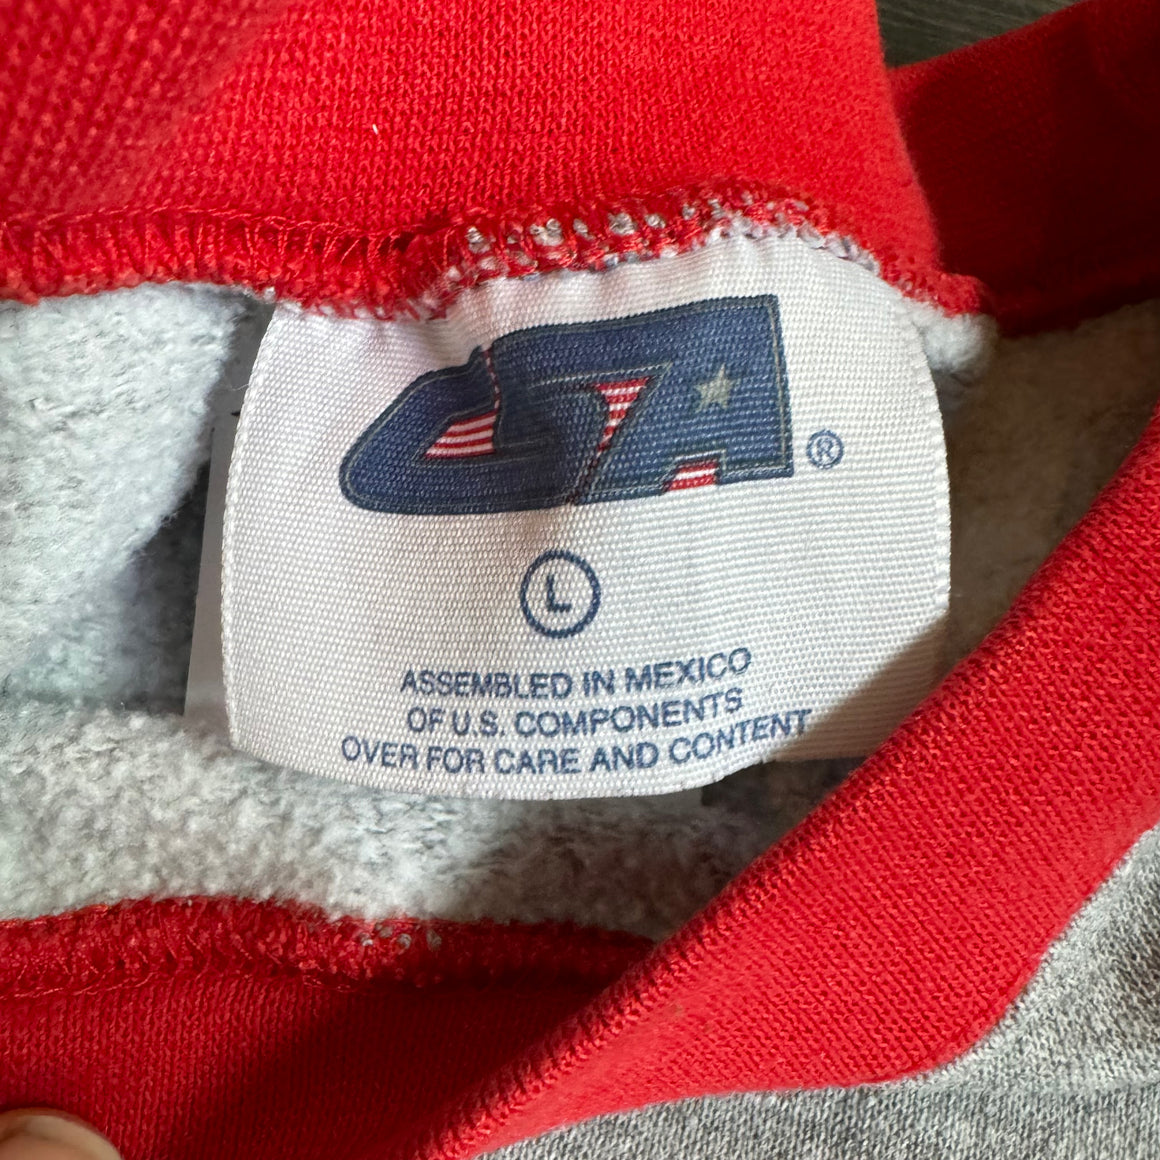 CSA ®
L
ASSEMBLED IN MEXICO
OF U.S. COMPONENTS
OVER FOR CARE AND CONTENT